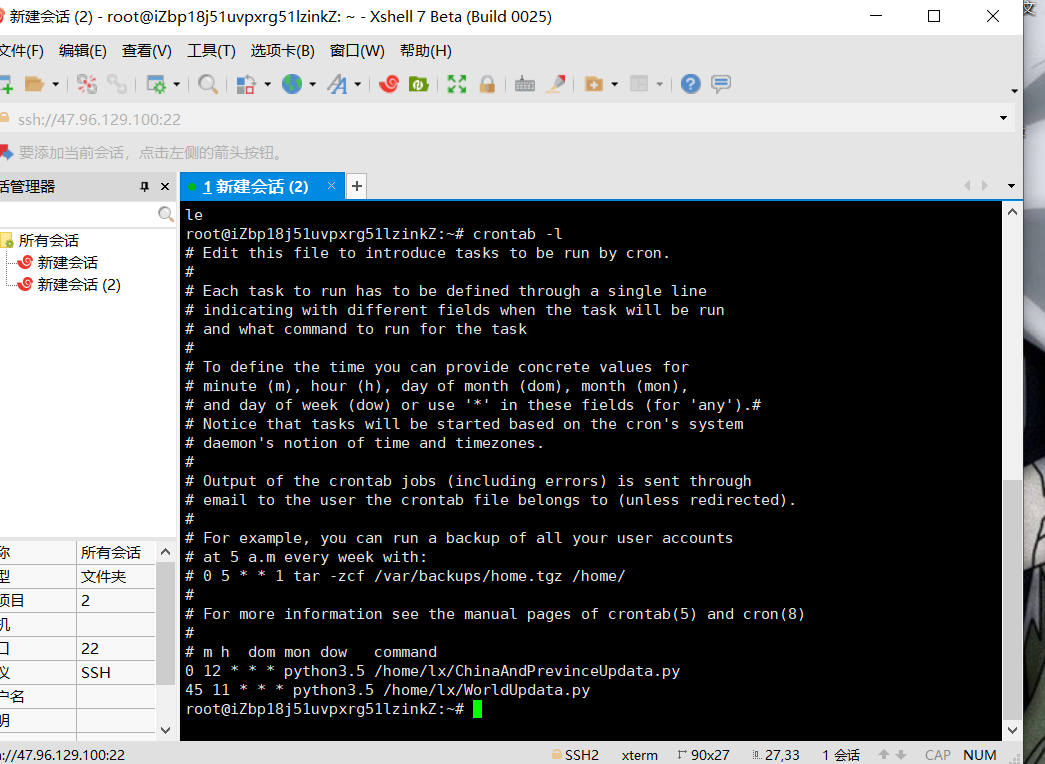 新建会话 (2) - root@iZbp18j51uvpxrg51lzinkZ: ~ - Xshell 7 Beta (Build 0025)
文件(F) 编辑(E) 查看(V) 工具(T) 选项卡(B) 窗口(W) 帮助(H)
ssh://47.96.129.100:22
要添加当前会话，点击左侧的箭头按钮。
话管理器
1 新建会话 (2)
所有会话
新建会话
新建会话 (2)
le
root@iZbp18j51uvpxrg51lzinkZ:~# crontab -l
# Edit this file to introduce tasks to be run by cron.
#
# Each task to run has to be defined through a single line
# indicating with different fields when the task will be run
# and what command to run for the task
#
# To define the time you can provide concrete values for
# minute (m), hour (h), day of month (dom), month (mon),
# and day of week (dow) or use '*' in these fields (for 'any').#
# Notice that tasks will be started based on the cron's system
# daemon's notion of time and timezones.
#
# Output of the crontab jobs (including errors) is sent through
# email to the user the crontab file belongs to (unless redirected).
#
# For example, you can run a backup of all your user accounts
# at 5 a.m every week with:
# 0 5 * * 1 tar -zcf /var/backups/home.tgz /home/
#
# For more information see the manual pages of crontab(5) and cron(8)
#
# m h  dom mon dow   command
0 12 * * * python3.5 /home/lx/ChinaAndPrevinceUpdata.py
45 11 * * * python3.5 /home/lx/WorldUpdata.py
root@iZbp18j51uvpxrg51lzinkZ:~#
称 所有会话
型 文件夹
项目 2
机
口 22
议 SSH
户名
明
://47.96.129.100:22 SSH2 xterm 90x27 27,33 1 会话 CAP NUM